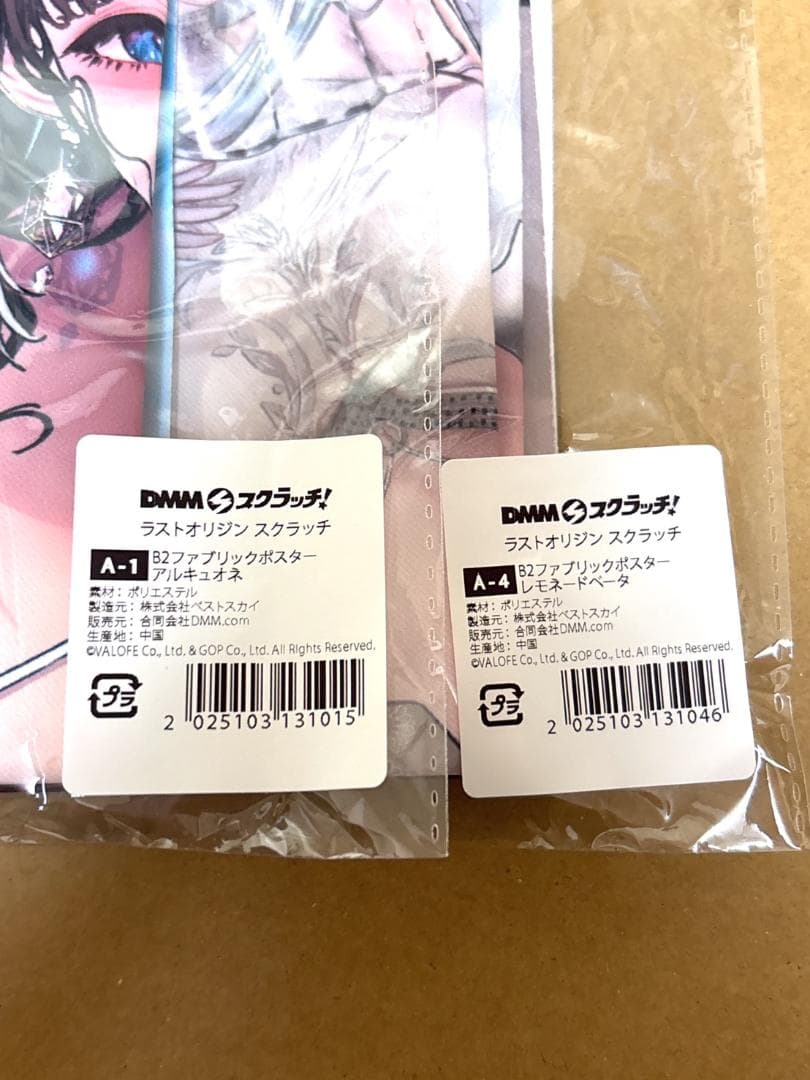 DMM スクラッチ!
ラストオリジン スクラッチ
A-1 B2ファブリックポスター
アルキュオネ
素材: ポリエステル
製造元: 株式会社ベストスカイ
販売元: 合同会社DMM.com
生産地: 中国
©VALOFE Co., Ltd. & GOP Co., Ltd. All Rights Reserved.
プラ
2 025103 131015
DMM スクラッチ!
ラストオリジン スクラッチ
A-4 B2ファブリックポスター
レモネードベータ
素材: ポリエステル
製造元: 株式会社ベストスカイ
販売元: 合同会社DMM.com
生産地: 中国
©VALOFE Co., Ltd. & GOP Co., Ltd. All Rights Reserved.
プラ
2 025103 131046